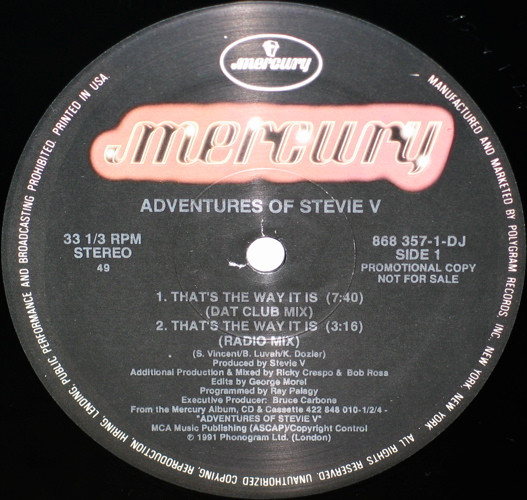 mercury
mercury
ADVENTURES OF STEVIE V
33 1/3 RPM
STEREO
49
868 357-1-DJ
SIDE 1
PROMOTIONAL COPY
NOT FOR SALE
1. THAT'S THE WAY IT IS (7:40)
(DAT CLUB MIX)
2. THAT'S THE WAY IT IS (3:16)
(RADIO MIX)
(S. Vincent/B. Luvah/K. Dozier)
Produced by Stevie V
Additional Production & Mixed by Ricky Crespo & Bob Rosa
Edits by George Morel
Programmed by Ray Palagy
Executive Producer: Bruce Carbone
From the Mercury Album, CD & Cassette 422 848 010-1/2/4 -
"ADVENTURES OF STEVIE V"
MCA Music Publishing (ASCAP)/Copyright Control
℗ 1991 Phonogram Ltd. (London)
MANUFACTURED AND MARKETED BY POLYGRAM RECORDS INC. NEW YORK, NEW YORK. ALL RIGHTS RESERVED. UNAUTHORIZED COPYING, REPRODUCTION, HIRING, LENDING, PUBLIC PERFORMANCE AND BROADCASTING PROHIBITED. PRINTED IN USA.